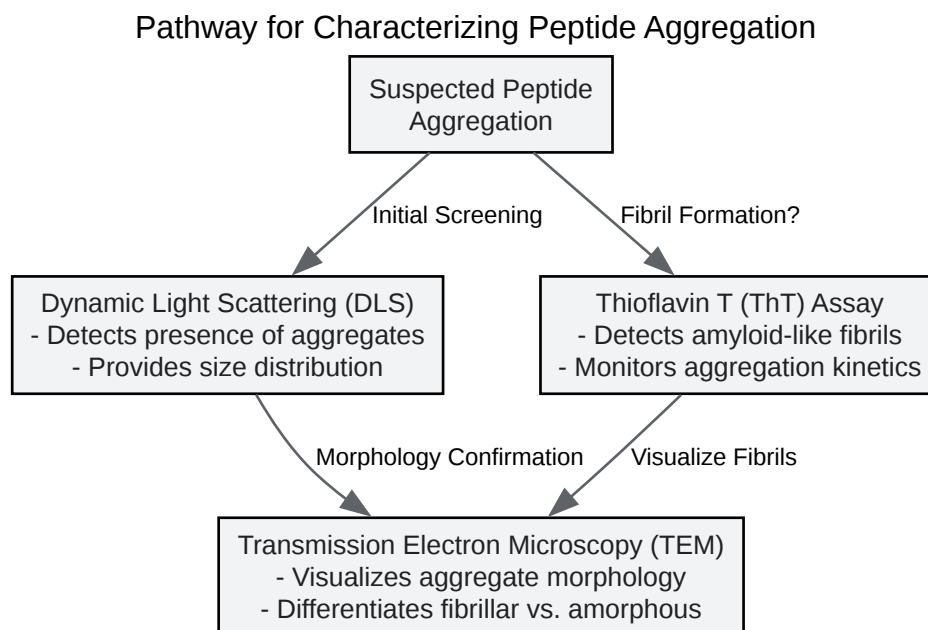 Pathway for Characterizing Peptide Aggregation
Suspected Peptide
Aggregation
Initial Screening
Fibril Formation?
Dynamic Light Scattering (DLS)
- Detects presence of aggregates
- Provides size distribution
Thioflavin T (ThT) Assay
- Detects amyloid-like fibrils
- Monitors aggregation kinetics
Morphology Confirmation
Visualize Fibrils
Transmission Electron Microscopy (TEM)
- Visualizes aggregate morphology
- Differentiates fibrillar vs. amorphous